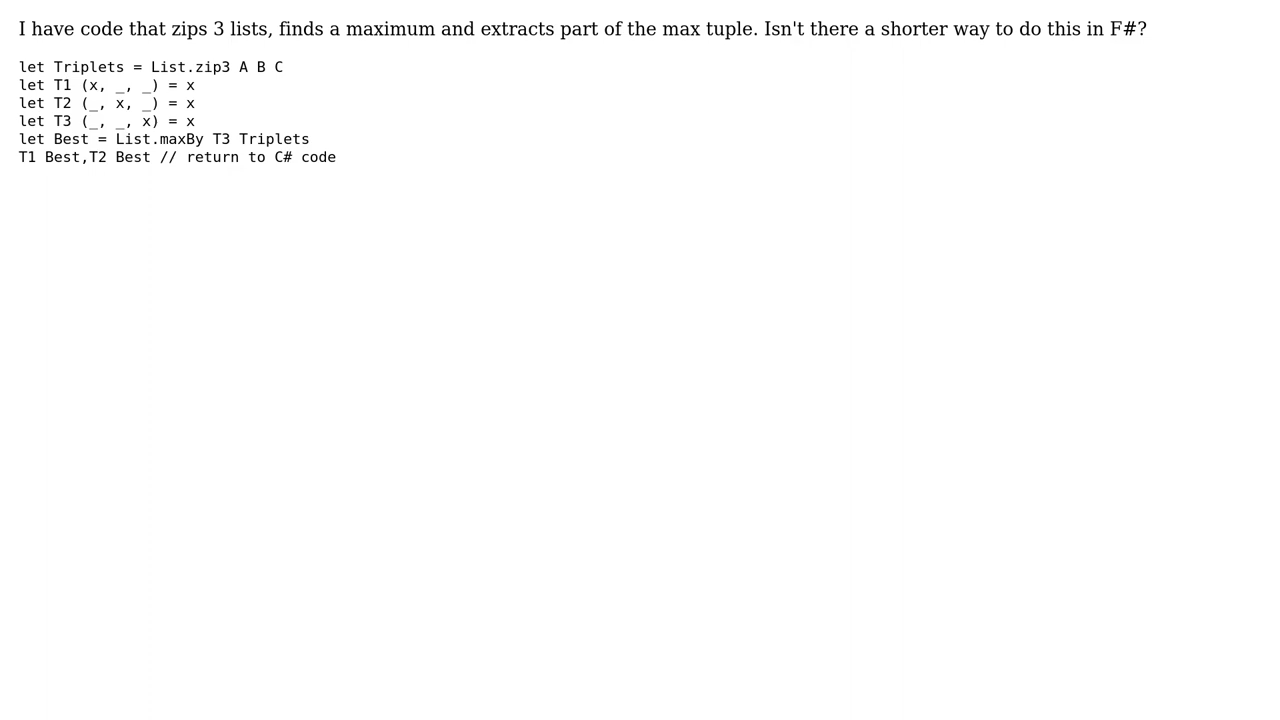 I have code that zips 3 lists, finds a maximum and extracts part of the max tuple. Isn't there a shorter way to do this in F#?
let Triplets = List.zip3 A B C
let T1 (x, _, _) = x
let T2 (_, x, _) = x
let T3 (_, _, x) = x
let Best = List.maxBy T3 Triplets
T1 Best,T2 Best // return to C# code